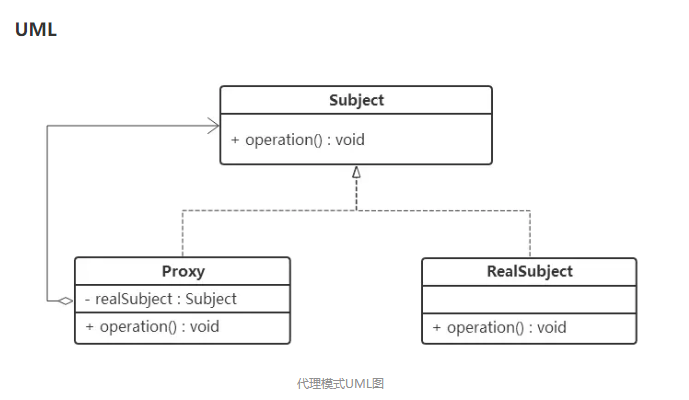 UML
Subject
+ operation() : void
Proxy
- realSubject : Subject
+ operation() : void
RealSubject
+ operation() : void
代理模式UML图